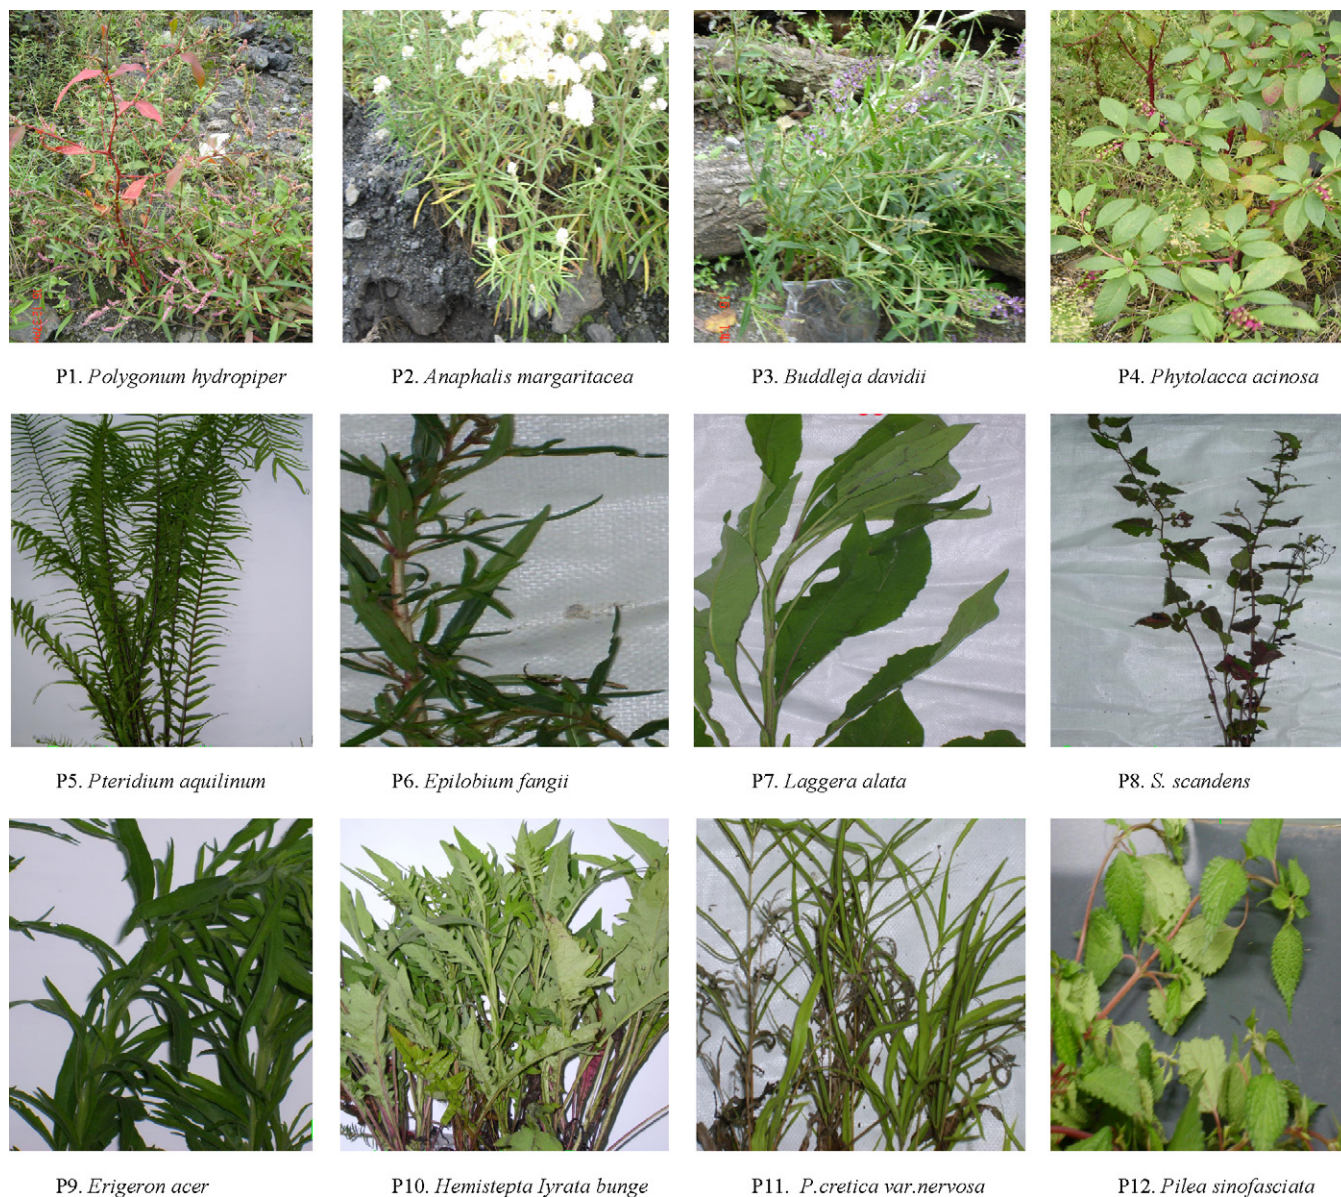 P1. Polygonum hydropiper
P2. Anaphalis margaritacea
P3. Buddleja davidii
P4. Phytolacca acinosa
P5. Pteridium aquilinum
P6. Epilobium fangii
P7. Laggera alata
P8. S. scandens
P9. Erigeron acer
P10. Hemistepta lyrata bunge
P11. P.cretica var.nervosa
P12. Pilea sinofasciata